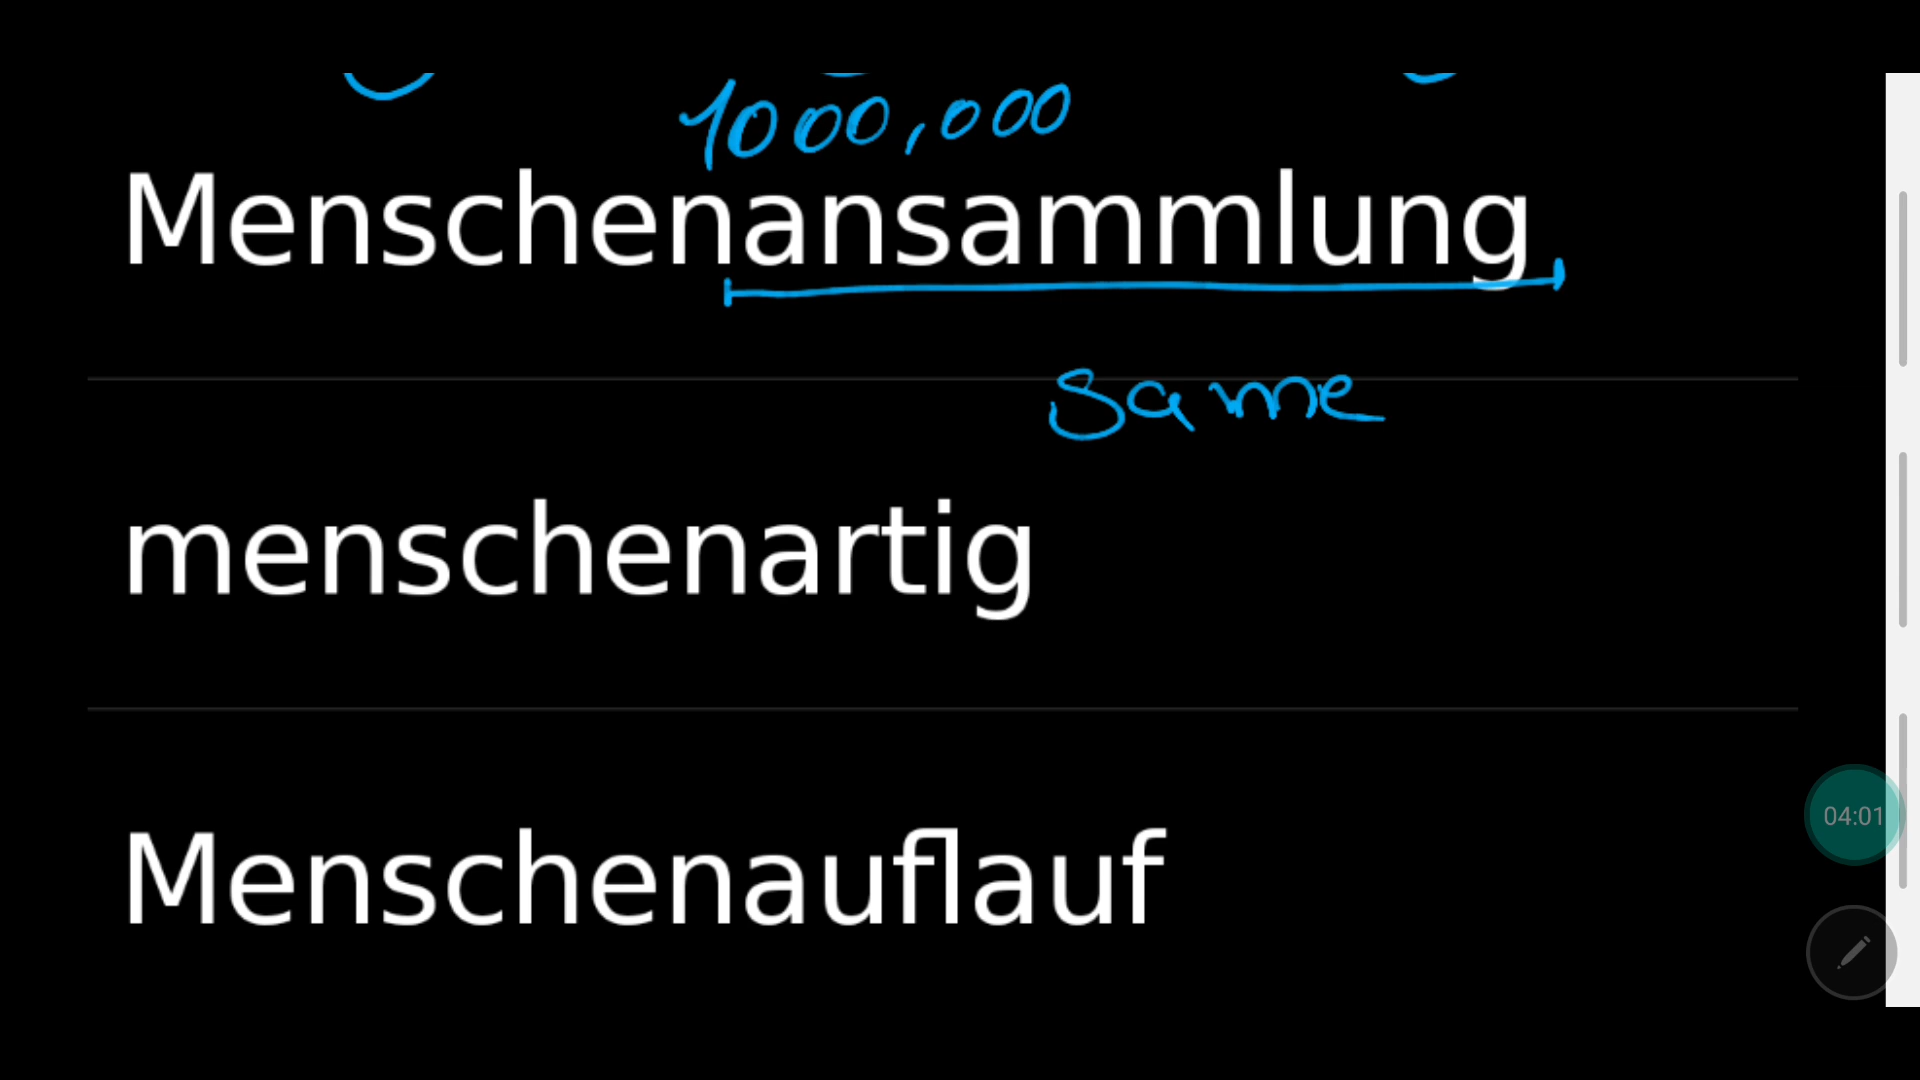 1000,000
Menschenansammlung
same
menschenartig
Menschenauflauf
04:01